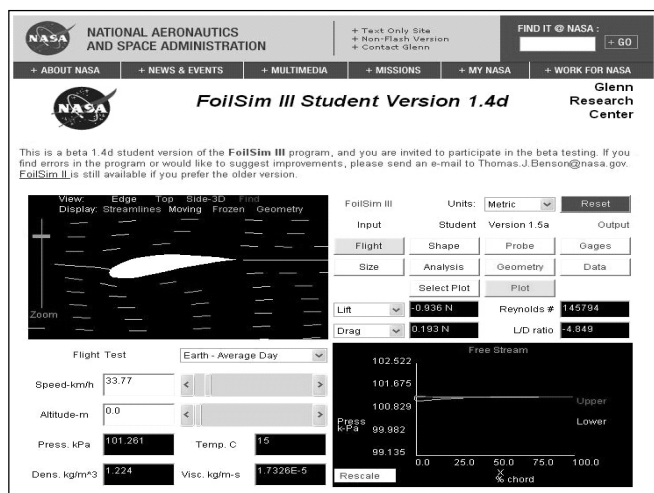 NASA
NATIONAL AERONAUTICS
AND SPACE ADMINISTRATION
+ Text Only Site
+ Non-Flash Version
+ Contact Glenn
FIND IT @ NASA :
+ GO
+ ABOUT NASA
+ NEWS & EVENTS
+ MULTIMEDIA
+ MISSIONS
+ MY NASA
+ WORK FOR NASA
NASA
FoilSim III Student Version 1.4d
Glenn
Research
Center
This is a beta 1.4d student version of the FoilSim III program, and you are invited to participate in the beta testing. If you
find errors in the program or would like to suggest improvements, please send an e-mail to Thomas.J.Benson@nasa.gov.
FoilSim II is still available if you prefer the older version.
View: Edge Top Side-3D Find
Display: Streamlines Moving Frozen Geometry
Zoom
FoilSim III Units: Metric Reset
Input Student Version 1.5a Output
Flight Shape Probe Gages
Size Analysis Geometry Data
Select Plot Plot
Lift -0.936 N Reynolds # 145794
Drag 0.193 N L/D ratio -4.849
Flight Test Earth - Average Day
Speed-km/h 33.77
Altitude-m 0.0
Press. kPa 101.261 Temp. C 15
Dens. kg/m^3 1.224 Visc. kg/m-s 1.7326E-5
Free Stream
102.522
101.675
100.829
Press
k-Pa
99.982
99.135
Upper
Lower
0.0 25.0 50.0 75.0 100.0
X
% chord
Rescale